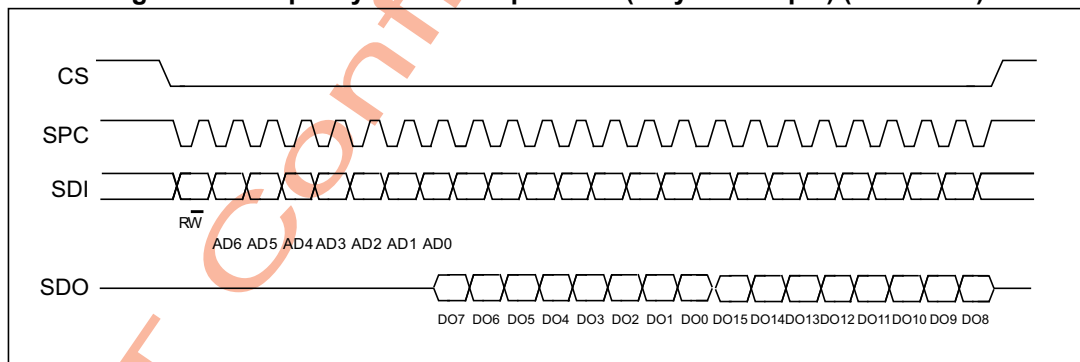 CS
SPC
SDI
RW
AD6 AD5 AD4 AD3 AD2 AD1 AD0
SDO
DO7 DO6 DO5 DO4 DO3 DO2 DO1 DO0 DO15 DO14 DO13 DO12 DO11 DO10 DO9 DO8